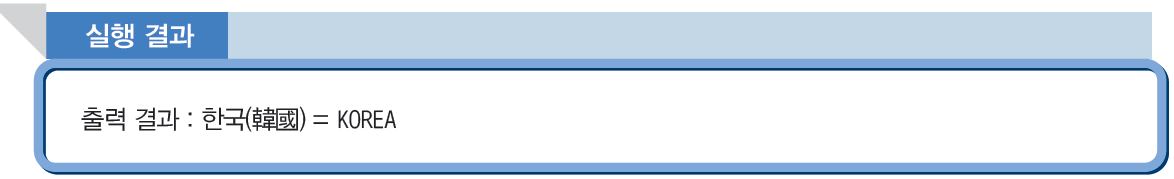 실행 결과
출력 결과 : 한국(韓國) = KOREA